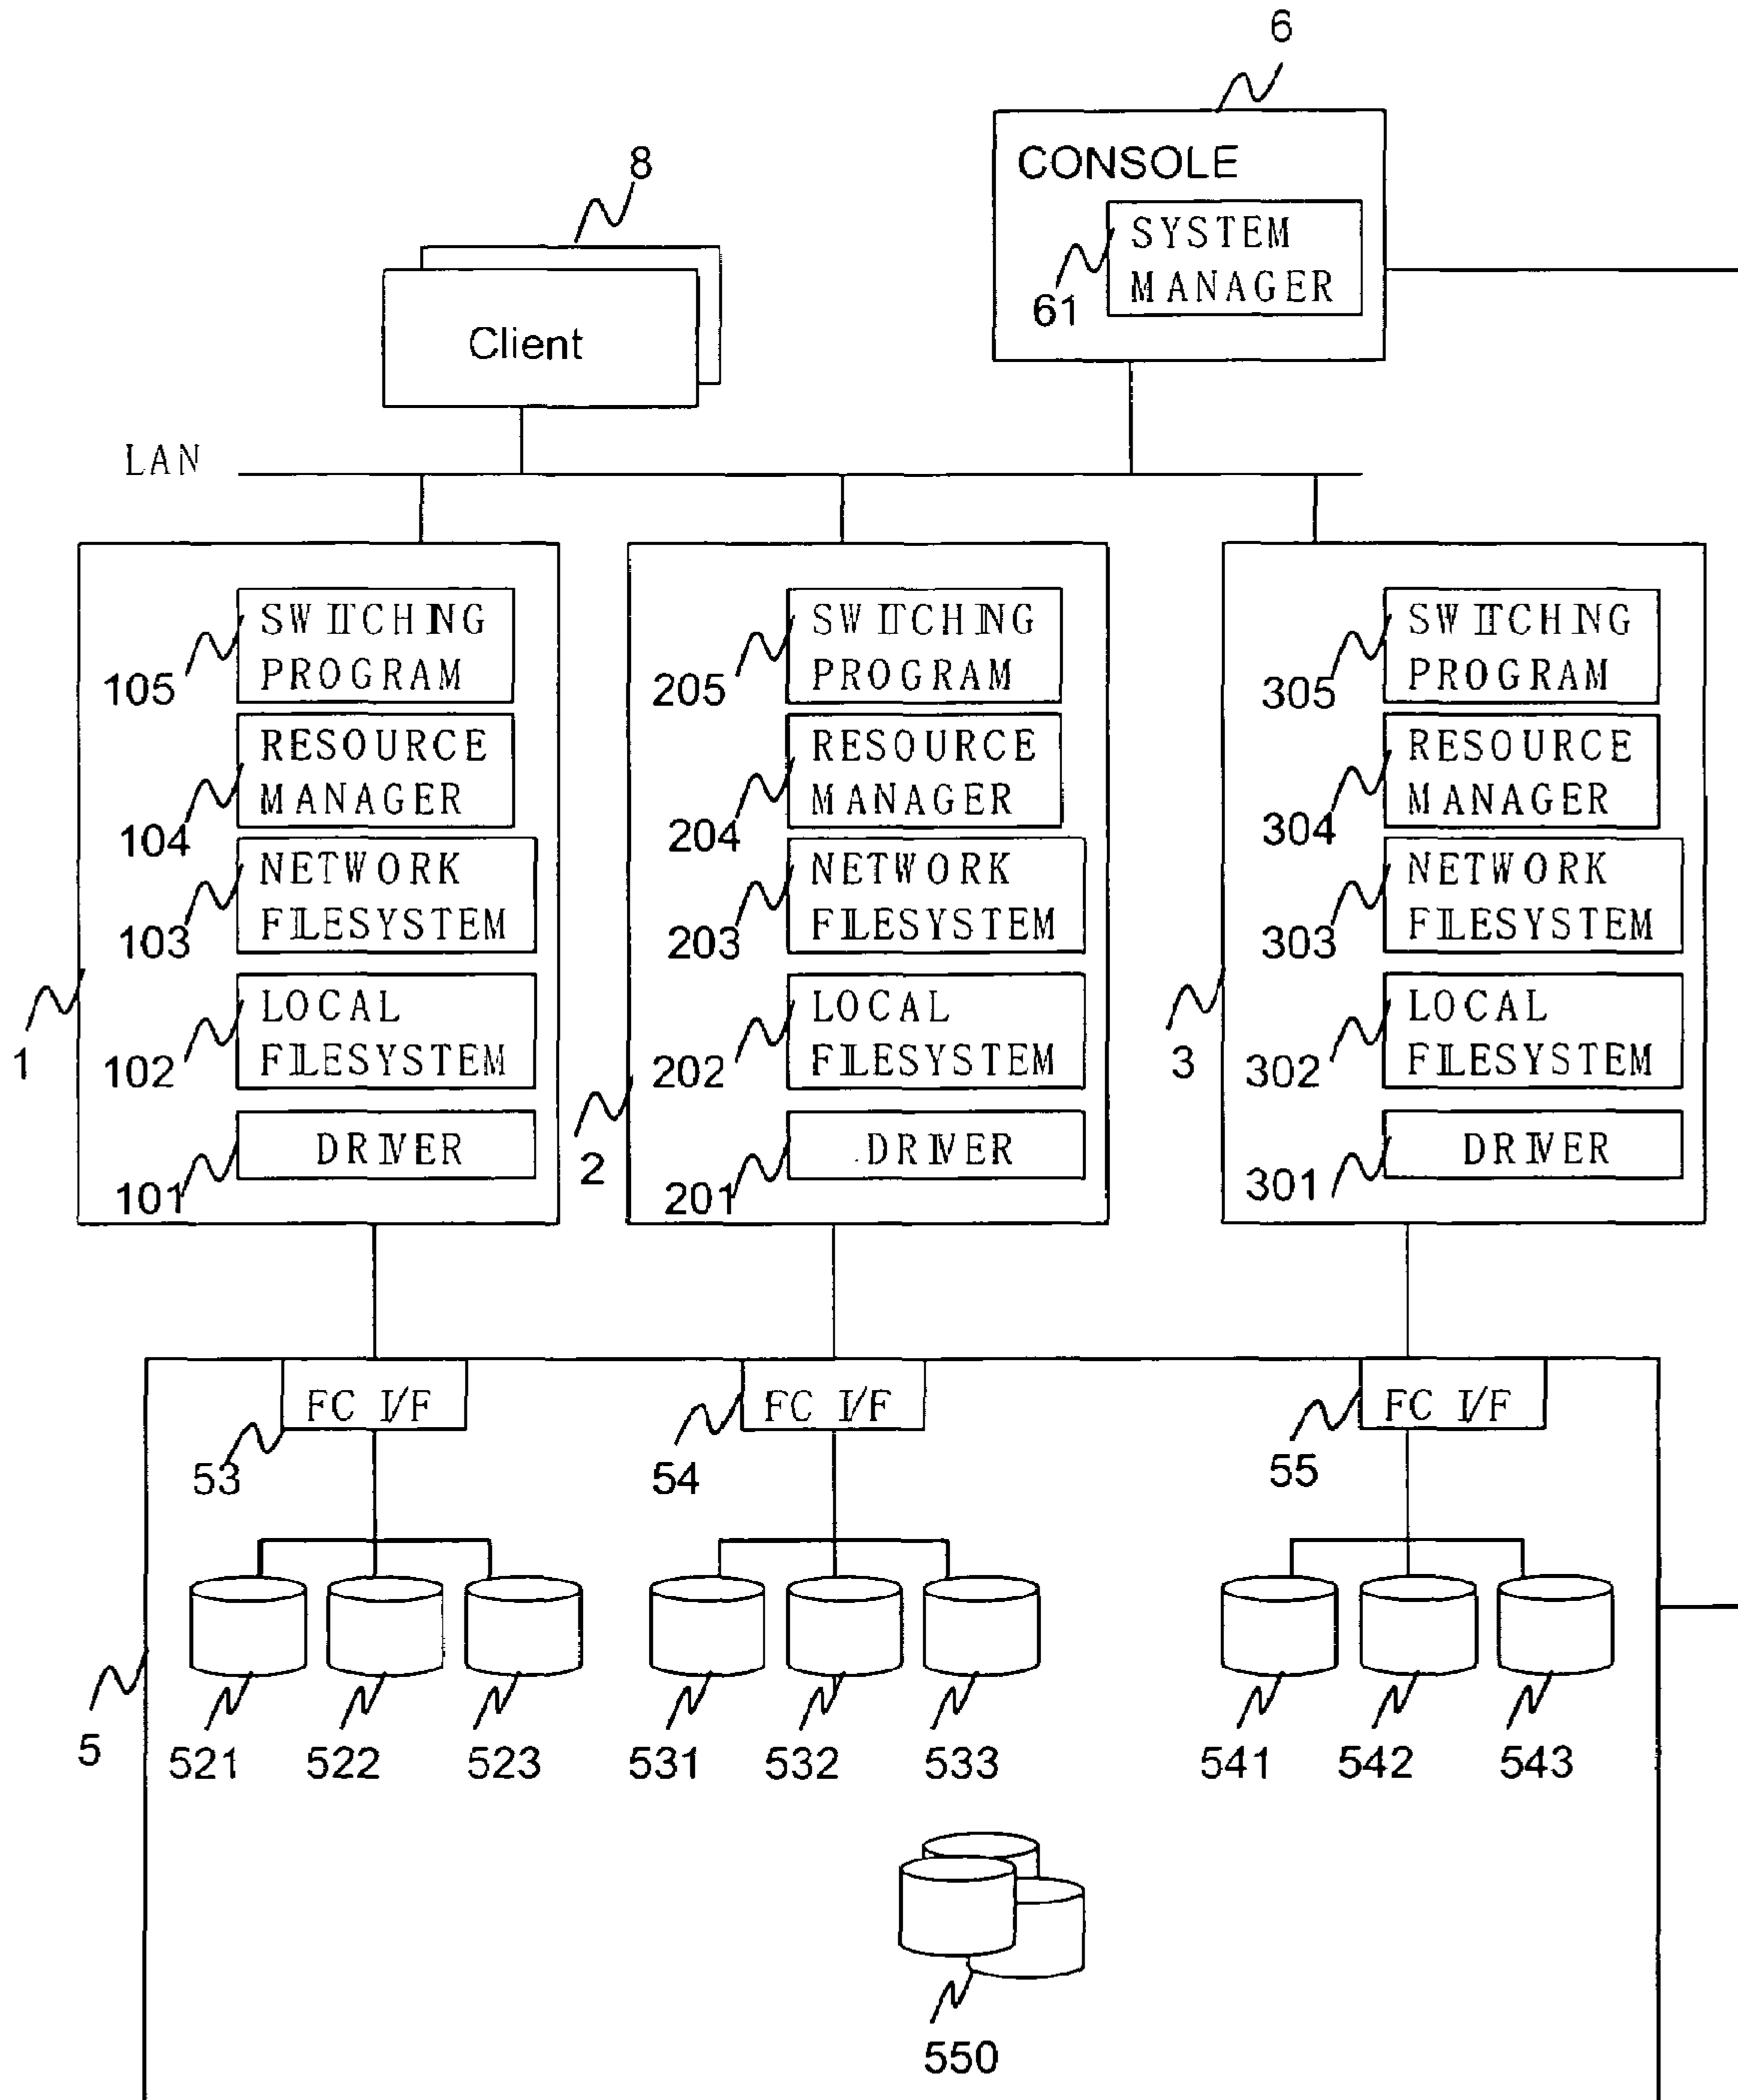 6
CONSOLE
8
SYSTEM
MANAGER
61
Client
LAN
SWITCHING
PROGRAM
105
RESOURCE
MANAGER
104
NETWORK
FILESYSTEM
103
LOCAL
FILESYSTEM
102
1
DRIVER
101
SWITCHING
PROGRAM
205
RESOURCE
MANAGER
204
NETWORK
FILESYSTEM
203
LOCAL
FILESYSTEM
202
2
DRIVER
201
SWITCHING
PROGRAM
305
RESOURCE
MANAGER
304
NETWORK
FILESYSTEM
303
LOCAL
FILESYSTEM
302
3
DRIVER
301
FC I/F
53
FC I/F
54
FC I/F
55
5
521
522
523
531
532
533
541
542
543
550